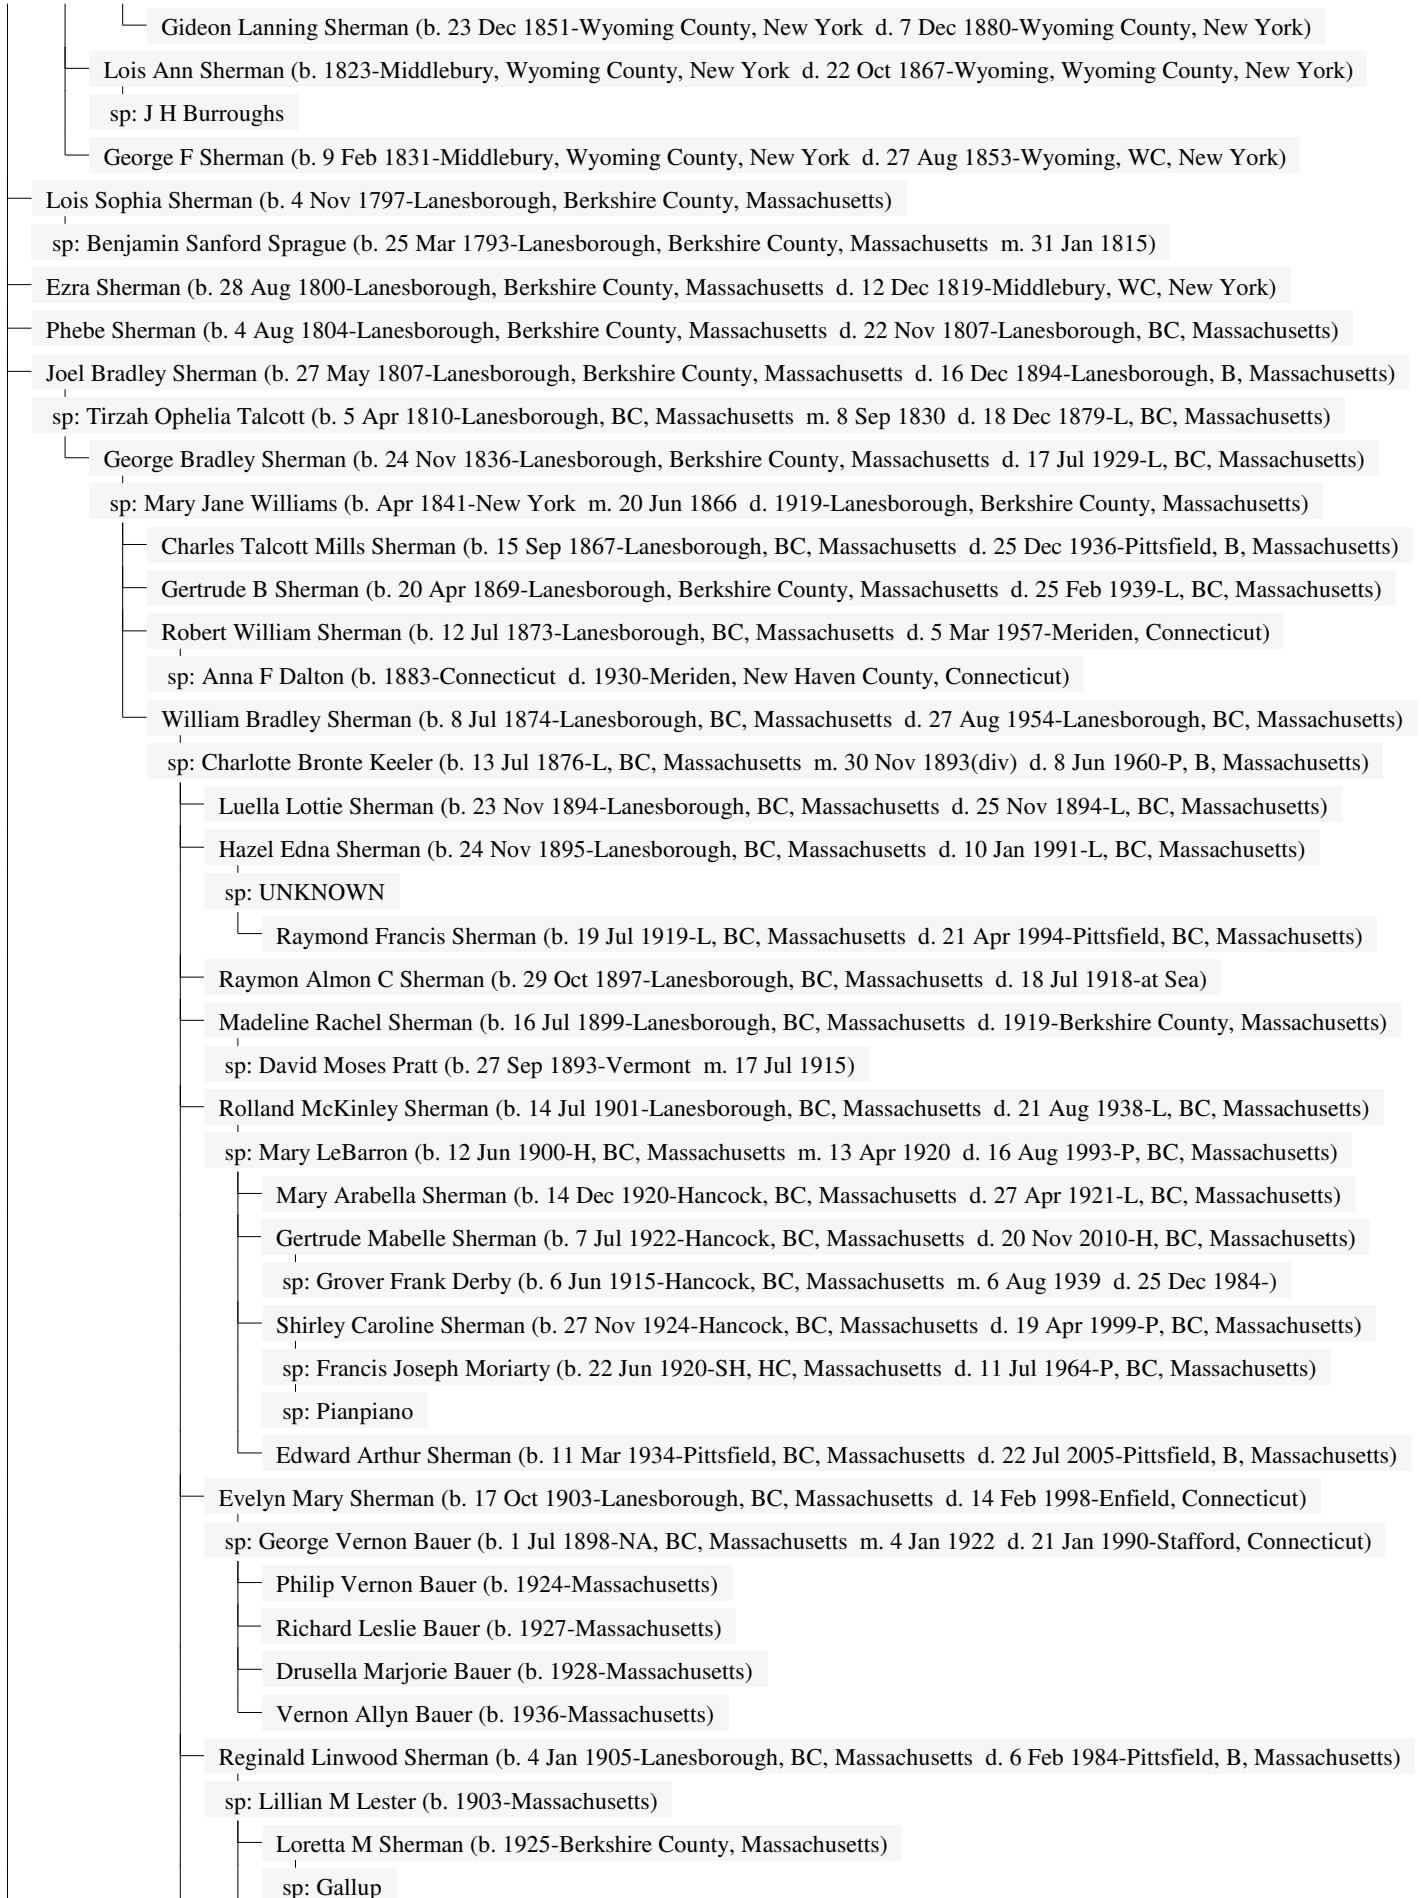 Gideon Lanning Sherman (b. 23 Dec 1851-Wyoming County, New York d. 7 Dec 1880-Wyoming County, New York)
Lois Ann Sherman (b. 1823-Middlebury, Wyoming County, New York d. 22 Oct 1867-Wyoming, Wyoming County, New York)
sp: J H Burroughs
George F Sherman (b. 9 Feb 1831-Middlebury, Wyoming County, New York d. 27 Aug 1853-Wyoming, WC, New York)
Lois Sophia Sherman (b. 4 Nov 1797-Lanesborough, Berkshire County, Massachusetts)
sp: Benjamin Sanford Sprague (b. 25 Mar 1793-Lanesborough, Berkshire County, Massachusetts m. 31 Jan 1815)
Ezra Sherman (b. 28 Aug 1800-Lanesborough, Berkshire County, Massachusetts d. 12 Dec 1819-Middlebury, WC, New York)
Phebe Sherman (b. 4 Aug 1804-Lanesborough, Berkshire County, Massachusetts d. 22 Nov 1807-Lanesborough, BC, Massachusetts)
Joel Bradley Sherman (b. 27 May 1807-Lanesborough, Berkshire County, Massachusetts d. 16 Dec 1894-Lanesborough, B, Massachusetts)
sp: Tirzah Ophelia Talcott (b. 5 Apr 1810-Lanesborough, BC, Massachusetts m. 8 Sep 1830 d. 18 Dec 1879-L, BC, Massachusetts)
George Bradley Sherman (b. 24 Nov 1836-Lanesborough, Berkshire County, Massachusetts d. 17 Jul 1929-L, BC, Massachusetts)
sp: Mary Jane Williams (b. Apr 1841-New York m. 20 Jun 1866 d. 1919-Lanesborough, Berkshire County, Massachusetts)
Charles Talcott Mills Sherman (b. 15 Sep 1867-Lanesborough, BC, Massachusetts d. 25 Dec 1936-Pittsfield, B, Massachusetts)
Gertrude B Sherman (b. 20 Apr 1869-Lanesborough, Berkshire County, Massachusetts d. 25 Feb 1939-L, BC, Massachusetts)
Robert William Sherman (b. 12 Jul 1873-Lanesborough, BC, Massachusetts d. 5 Mar 1957-Meriden, Connecticut)
sp: Anna F Dalton (b. 1883-Connecticut d. 1930-Meriden, New Haven County, Connecticut)
William Bradley Sherman (b. 8 Jul 1874-Lanesborough, BC, Massachusetts d. 27 Aug 1954-Lanesborough, BC, Massachusetts)
sp: Charlotte Bronte Keeler (b. 13 Jul 1876-L, BC, Massachusetts m. 30 Nov 1893(div) d. 8 Jun 1960-P, B, Massachusetts)
Luella Lottie Sherman (b. 23 Nov 1894-Lanesborough, BC, Massachusetts d. 25 Nov 1894-L, BC, Massachusetts)
Hazel Edna Sherman (b. 24 Nov 1895-Lanesborough, BC, Massachusetts d. 10 Jan 1991-L, BC, Massachusetts)
sp: UNKNOWN
Raymond Francis Sherman (b. 19 Jul 1919-L, BC, Massachusetts d. 21 Apr 1994-Pittsfield, BC, Massachusetts)
Raymon Almon C Sherman (b. 29 Oct 1897-Lanesborough, BC, Massachusetts d. 18 Jul 1918-at Sea)
Madeline Rachel Sherman (b. 16 Jul 1899-Lanesborough, BC, Massachusetts d. 1919-Berkshire County, Massachusetts)
sp: David Moses Pratt (b. 27 Sep 1893-Vermont m. 17 Jul 1915)
Rolland McKinley Sherman (b. 14 Jul 1901-Lanesborough, BC, Massachusetts d. 21 Aug 1938-L, BC, Massachusetts)
sp: Mary LeBarron (b. 12 Jun 1900-H, BC, Massachusetts m. 13 Apr 1920 d. 16 Aug 1993-P, BC, Massachusetts)
Mary Arabella Sherman (b. 14 Dec 1920-Hancock, BC, Massachusetts d. 27 Apr 1921-L, BC, Massachusetts)
Gertrude Mabelle Sherman (b. 7 Jul 1922-Hancock, BC, Massachusetts d. 20 Nov 2010-H, BC, Massachusetts)
sp: Grover Frank Derby (b. 6 Jun 1915-Hancock, BC, Massachusetts m. 6 Aug 1939 d. 25 Dec 1984-)
Shirley Caroline Sherman (b. 27 Nov 1924-Hancock, BC, Massachusetts d. 19 Apr 1999-P, BC, Massachusetts)
sp: Francis Joseph Moriarty (b. 22 Jun 1920-SH, HC, Massachusetts d. 11 Jul 1964-P, BC, Massachusetts)
sp: Pianpiano
Edward Arthur Sherman (b. 11 Mar 1934-Pittsfield, BC, Massachusetts d. 22 Jul 2005-Pittsfield, B, Massachusetts)
Evelyn Mary Sherman (b. 17 Oct 1903-Lanesborough, BC, Massachusetts d. 14 Feb 1998-Enfield, Connecticut)
sp: George Vernon Bauer (b. 1 Jul 1898-NA, BC, Massachusetts m. 4 Jan 1922 d. 21 Jan 1990-Stafford, Connecticut)
Philip Vernon Bauer (b. 1924-Massachusetts)
Richard Leslie Bauer (b. 1927-Massachusetts)
Drusella Marjorie Bauer (b. 1928-Massachusetts)
Vernon Allyn Bauer (b. 1936-Massachusetts)
Reginald Linwood Sherman (b. 4 Jan 1905-Lanesborough, BC, Massachusetts d. 6 Feb 1984-Pittsfield, B, Massachusetts)
sp: Lillian M Lester (b. 1903-Massachusetts)
Loretta M Sherman (b. 1925-Berkshire County, Massachusetts)
sp: Gallup